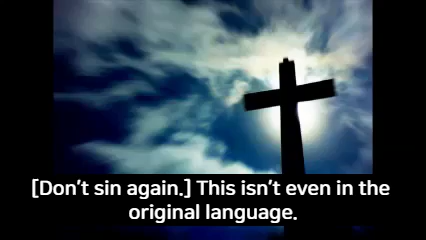 [Don't sin again.] This isn't even in the
original language.